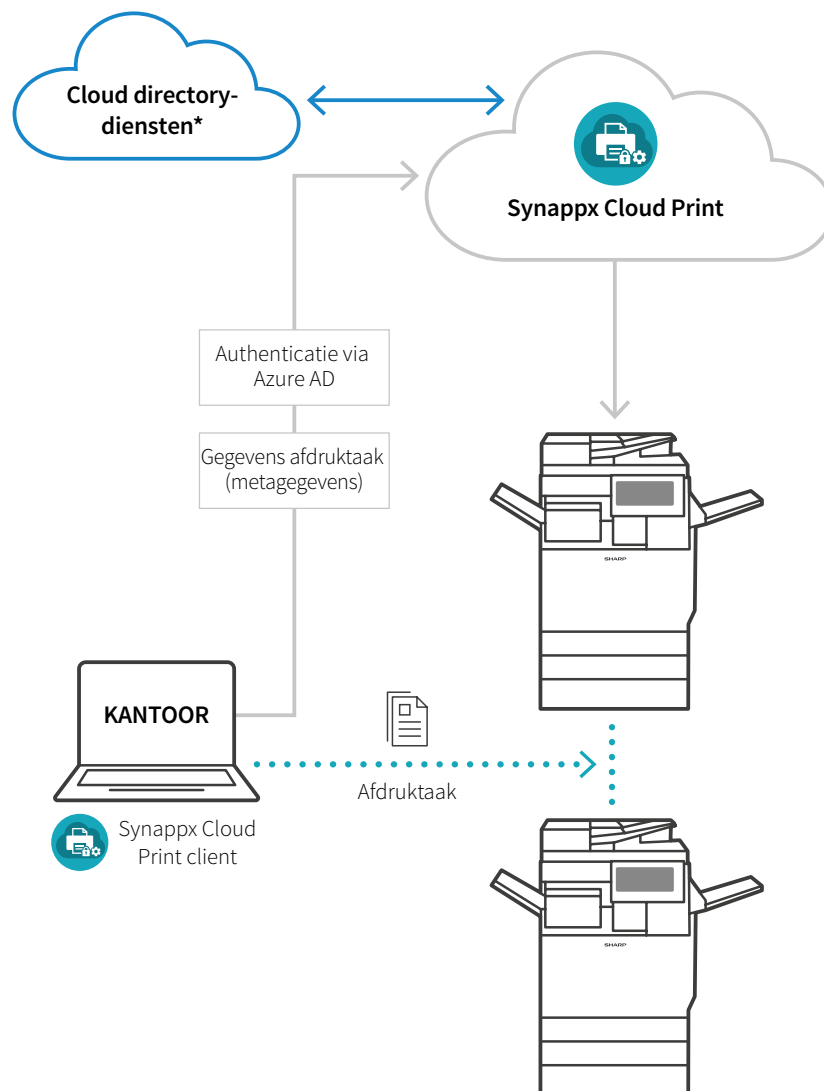 Cloud directory-
diensten*
Synappx Cloud Print
Authenticatie via
Azure AD
Gegevens afdruktaak
(metagegevens)
SHARP
KANTOOR
Afdruktaak
Synappx Cloud
Print client
SHARP